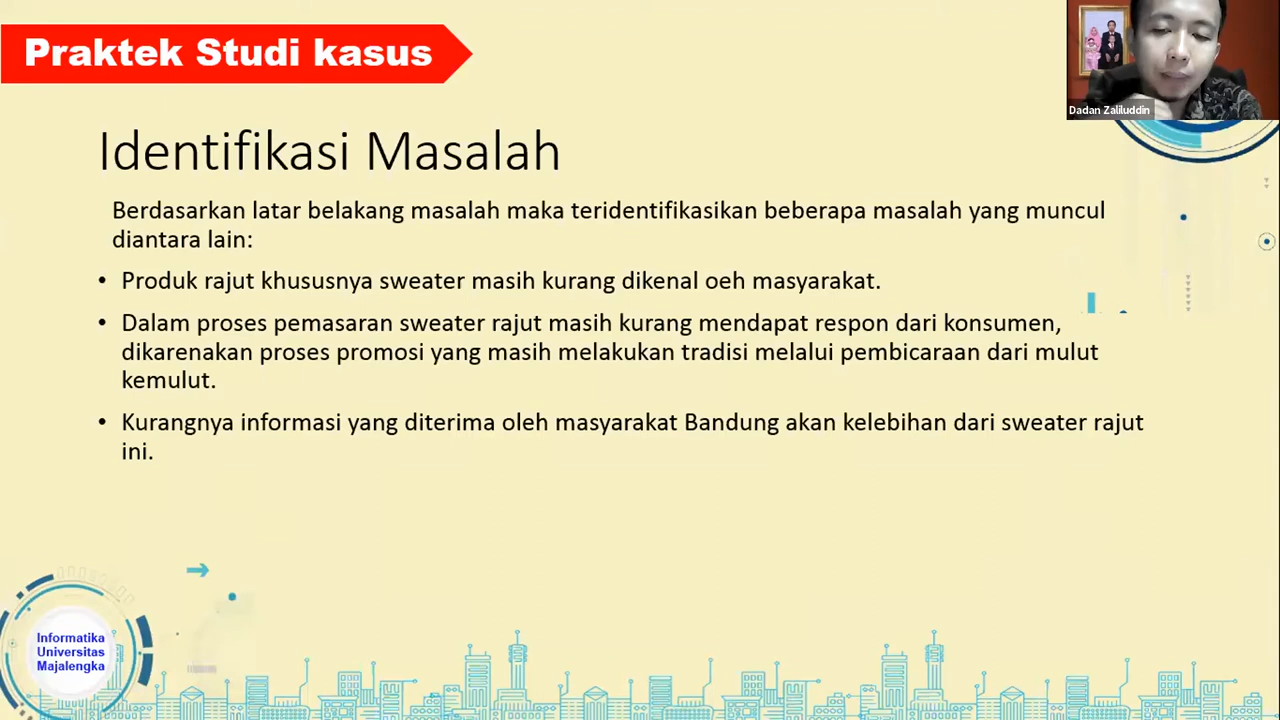 Praktek Studi kasus
Dadan Zaliluddin
Identifikasi Masalah
Berdasarkan latar belakang masalah maka teridentifikasikan beberapa masalah yang muncul
diantara lain:
• Produk rajut khususnya sweater masih kurang dikenal oeh masyarakat.
• Dalam proses pemasaran sweater rajut masih kurang mendapat respon dari konsumen,
dikarenakan proses promosi yang masih melakukan tradisi melalui pembicaraan dari mulut
kemulut.
• Kurangnya informasi yang diterima oleh masyarakat Bandung akan kelebihan dari sweater rajut
ini.
Informatika
Universitas
Majalengka